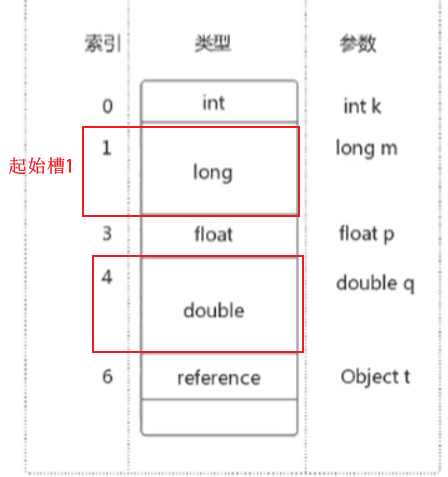 索引 类型 参数
0 int int k
1 long m
起始槽1 long
3 float float p
4 double q
double
6 reference Object t